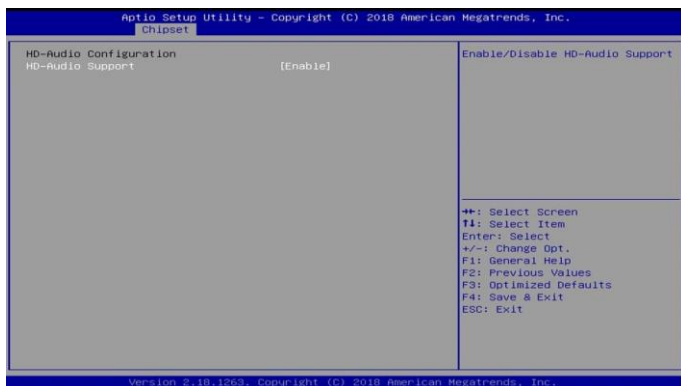 Aptio Setup Utility – Copyright (C) 2018 American Megatrends, Inc.
Chipset
HD-Audio Configuration
HD-Audio Support [Enable]
Enable/Disable HD-Audio Support
→←: Select Screen
↑↓: Select Item
Enter: Select
+/-: Change Opt.
F1: General Help
F2: Previous Values
F3: Optimized Defaults
F4: Save & Exit
ESC: Exit
Version 2.18.1263. Copyright (C) 2018 American Megatrends, Inc.